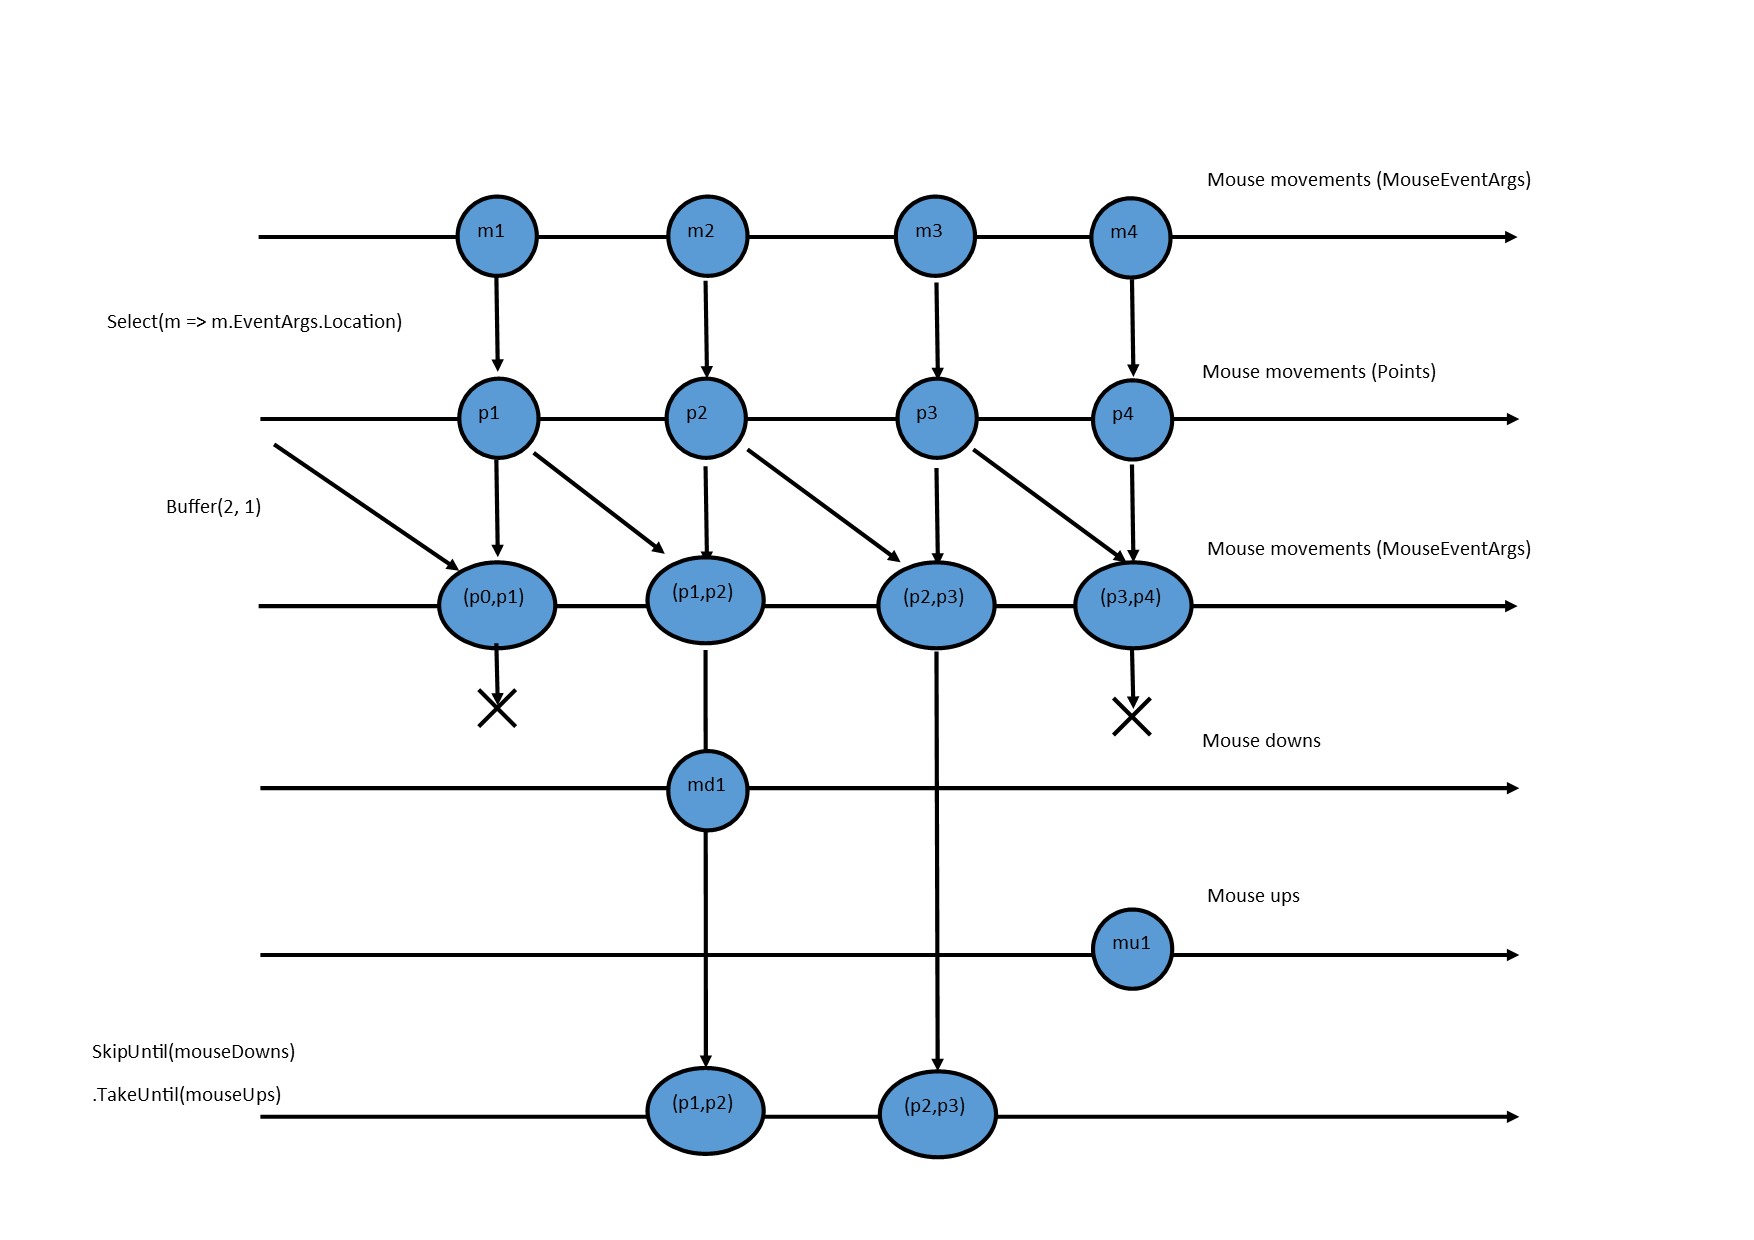 Mouse movements (MouseEventArgs)
m1 m2 m3 m4
Select(m => m.EventArgs.Location)
Mouse movements (Points)
p1 p2 p3 p4
Buffer(2, 1)
Mouse movements (MouseEventArgs)
(p0,p1) (p1,p2) (p2,p3) (p3,p4)
Mouse downs
md1
Mouse ups
mu1
SkipUntil(mouseDowns)
.TakeUntil(mouseUps)
(p1,p2) (p2,p3)